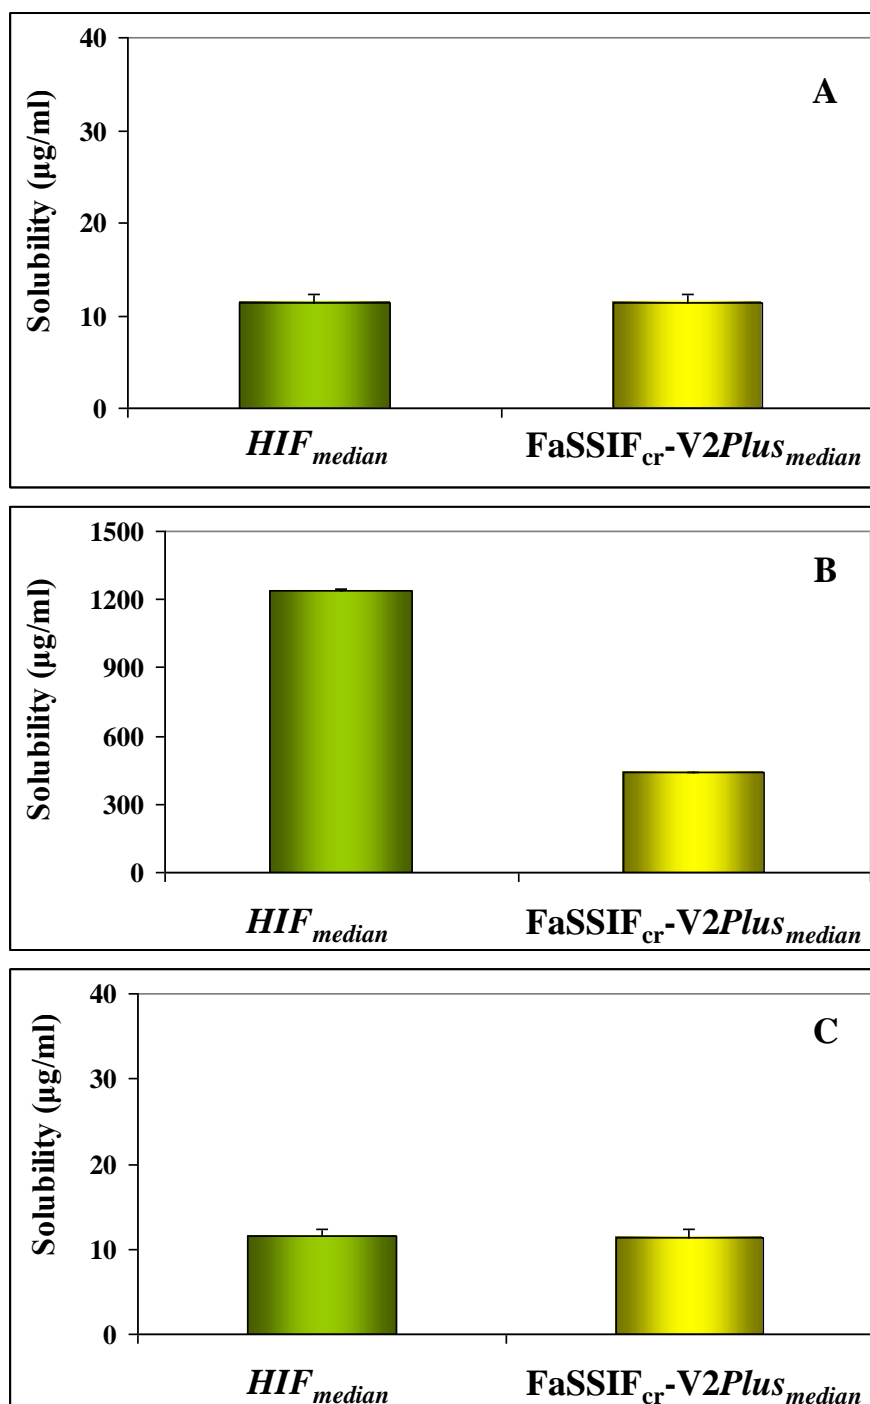 A
Solubility (µg/ml)
40
30
20
10
0
HIFmedian FaSSIFcr-V2Plusmedian
B
Solubility (µg/ml)
1500
1200
900
600
300
0
HIFmedian FaSSIFcr-V2Plusmedian
C
Solubility (µg/ml)
40
30
20
10
0
HIFmedian FaSSIFcr-V2Plusmedian